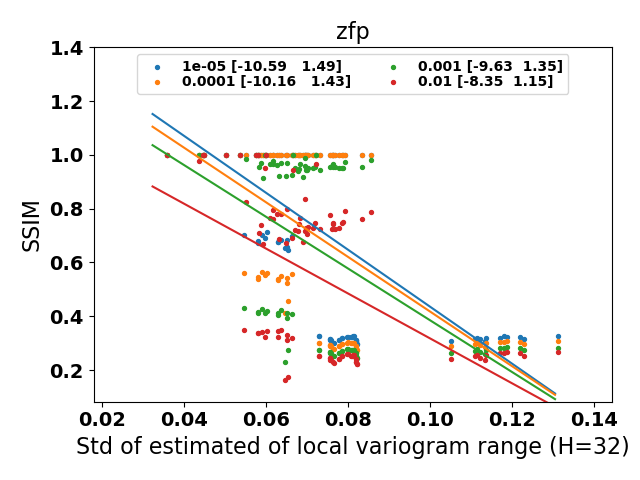 zfp
1e-05 [-10.59 1.49]
0.0001 [-10.16 1.43]
0.001 [-9.63 1.35]
0.01 [-8.35 1.15]
SSIM
1.4
1.2
1.0
0.8
0.6
0.4
0.2
0.02 0.04 0.06 0.08 0.10 0.12 0.14
Std of estimated of local variogram range (H=32)